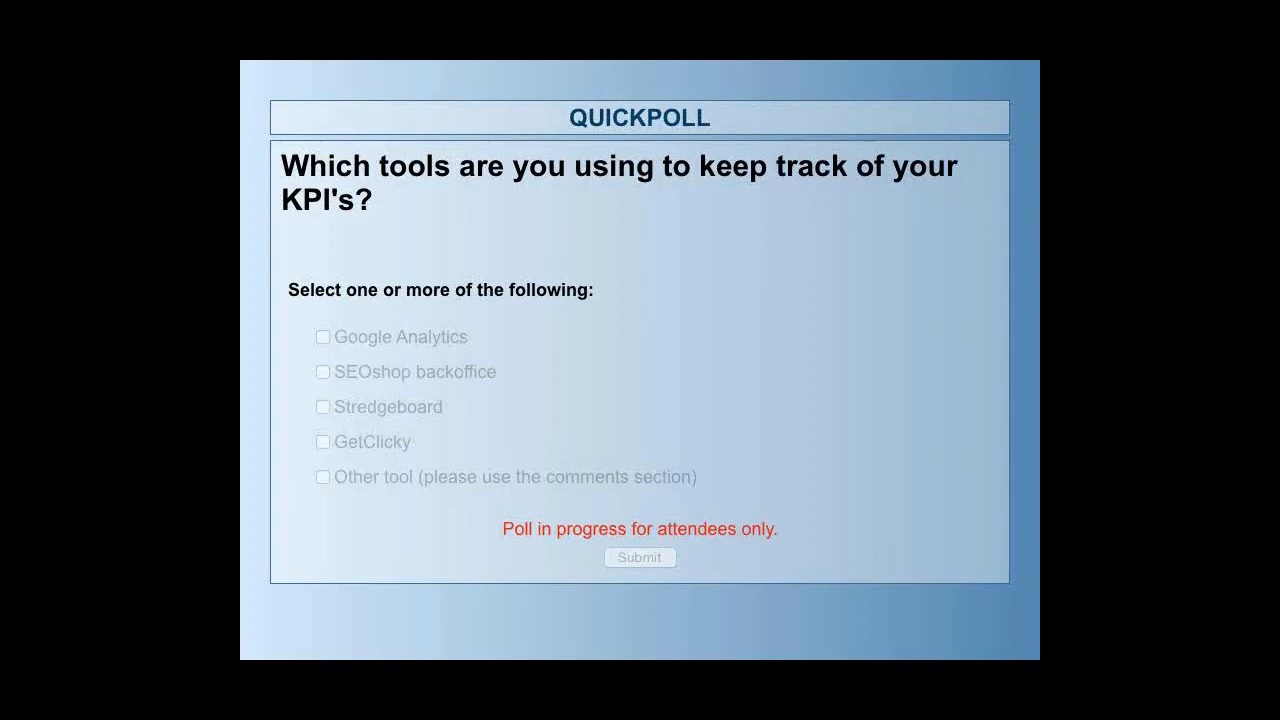 QUICKPOLL
Which tools are you using to keep track of your
KPI's?
Select one or more of the following:
Google Analytics
SEOshop backoffice
Stredgeboard
GetClicky
Other tool (please use the comments section)
Poll in progress for attendees only.
Submit